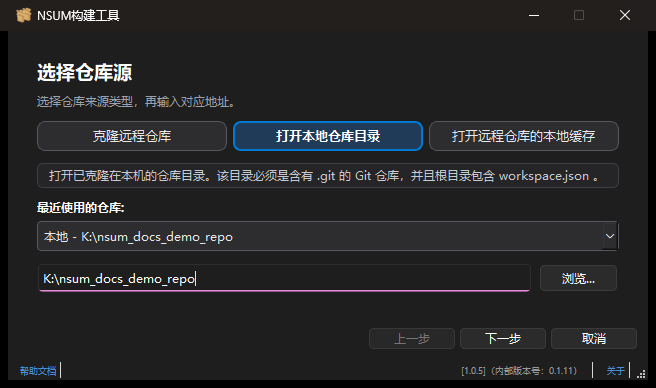 NSUM构建工具
选择仓库源
选择仓库来源类型，再输入对应地址。
克隆远程仓库 打开本地仓库目录 打开远程仓库的本地缓存
打开已克隆在本机的仓库目录。该目录必须是含有 .git 的 Git 仓库，并且根目录包含 workspace.json 。
最近使用的仓库:
本地 - K:\nsum_docs_demo_repo
K:\nsum_docs_demo_repo 浏览...
上一步 下一步 取消
帮助文档 [1.0.5]（内部版本号：0.1.11） 关于